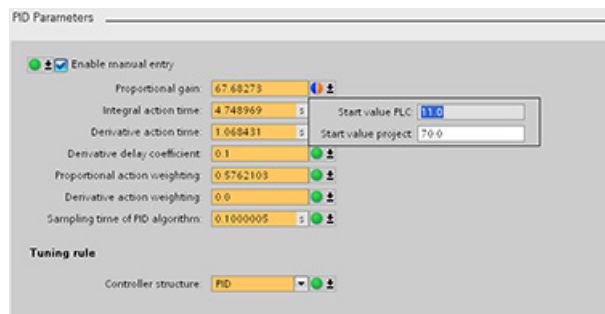 PID Parameters
Enable manual entry
Proportional gain: 67.68273
Integral action time: 4.748969 s
Start value PLC: 11.0
Derivative action time: 1.068431 s
Start value project: 70.0
Derivative delay coefficient: 0.1
Proportional action weighting: 0.5762103
Derivative action weighting: 0.0
Sampling time of PID algorithm: 0.1000005 s
Tuning rule
Controller structure: PID